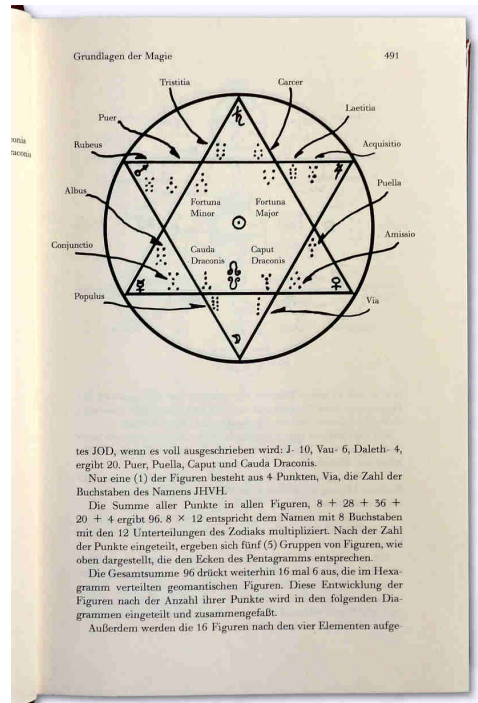 Grundlagen der Magie 491
Tristitia Carcer
Laetitia
Puer
Rubeus Acquisitio
Albus Puella
Fortuna Fortuna
Minor Major
Conjunctio Amissio
Cauda Caput
Draconis Draconis
Populus Via
tes JOD, wenn es voll ausgeschrieben wird: J- 10, Vau- 6, Daleth- 4,
ergibt 20. Puer, Puella, Caput und Cauda Draconis.
Nur eine (1) der Figuren besteht aus 4 Punkten, Via, die Zahl der
Buchstaben des Namens JHVH.
Die Summe aller Punkte in allen Figuren, 8 + 28 + 36 +
20 + 4 ergibt 96. 8 × 12 entspricht dem Namen mit 8 Buchstaben
mit den 12 Unterteilungen des Zodiaks multipliziert. Nach der Zahl
der Punkte eingeteilt, ergeben sich fünf (5) Gruppen von Figuren, wie
oben dargestellt, die den Ecken des Pentagramms entsprechen.
Die Gesamtsumme 96 drückt weiterhin 16 mal 6 aus, die im Hexa-
gramm verteilten geomantischen Figuren. Diese Entwicklung der
Figuren nach der Anzahl ihrer Punkte wird in den folgenden Dia-
grammen eingeteilt und zusammengefaßt.
Außerdem werden die 16 Figuren nach den vier Elementen aufge-